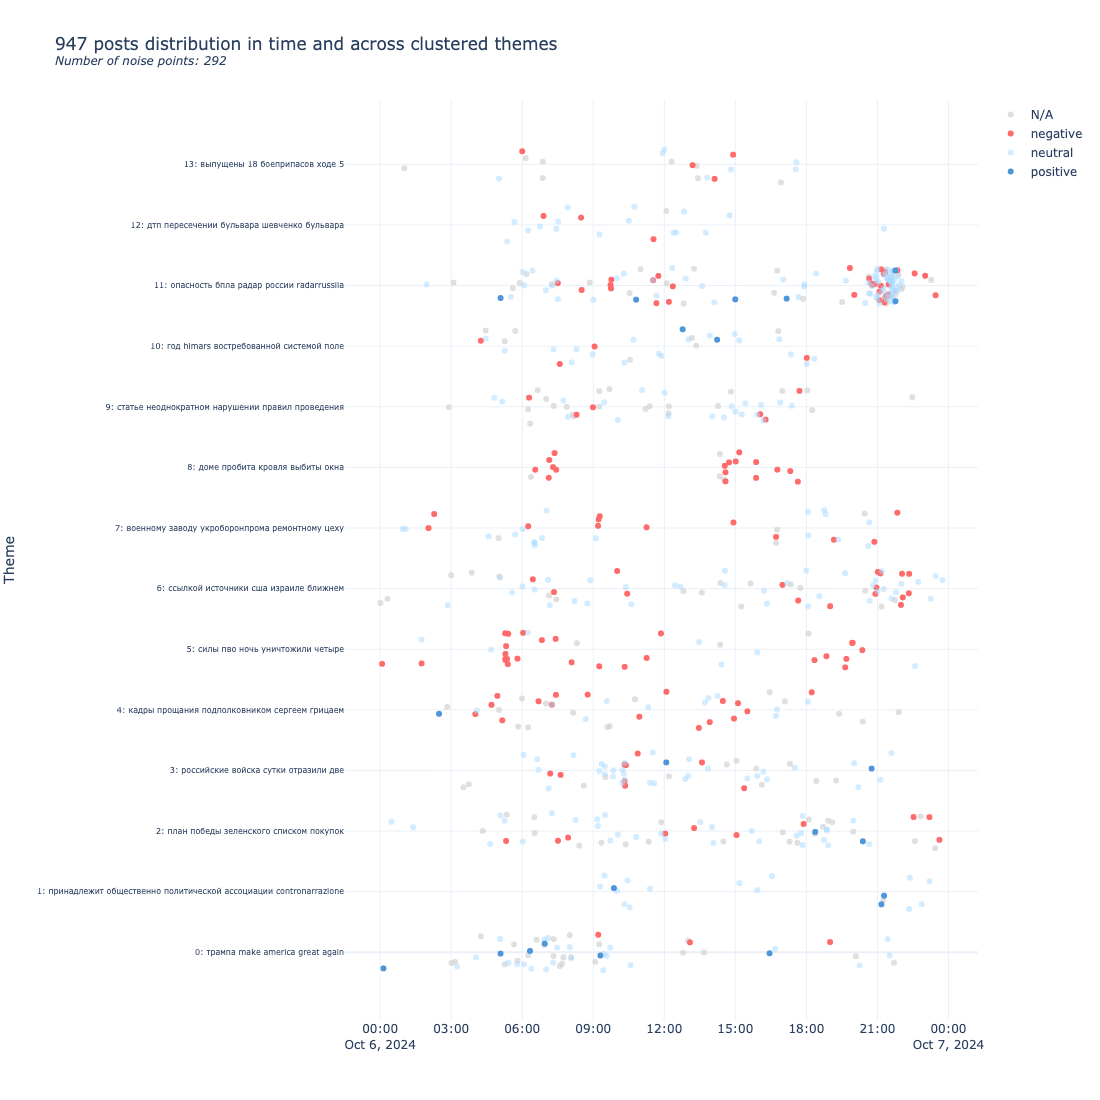 947 posts distribution in time and across clustered themes
Number of noise points: 292
N/A
negative
neutral
positive
13: выпущены 18 боеприпасов ходе 5
12: дтп пересечении бульвара шевченко бульвара
11: опасность бпла радар россии radarrussiia
10: год himars востребованной системой поле
9: статье неоднократном нарушении правил проведения
8: доме пробита кровля выбиты окна
7: военному заводу укроборонпрома ремонтному цеху
6: ссылкой источники сша израиле ближнем
5: силы пво ночь уничтожили четыре
4: кадры прощания подполковником сергеем грицаем
3: российские войска сутки отразили две
2: план победы зеленского списком покупок
1: принадлежит общественно политической ассоциации contronarrazione
0: трампа make america great again
Theme
00:00 03:00 06:00 09:00 12:00 15:00 18:00 21:00 00:00
Oct 6, 2024 Oct 7, 2024